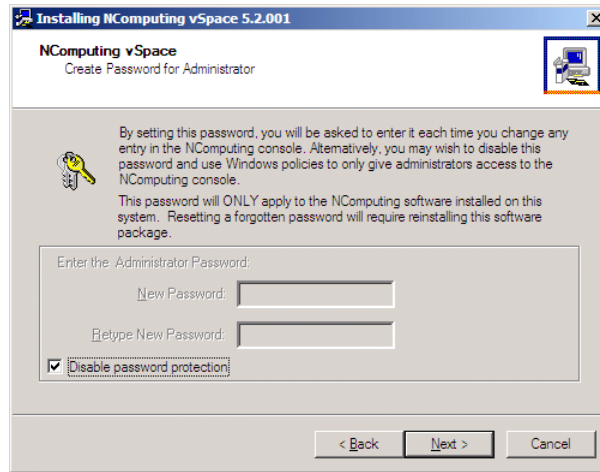 Installing NComputing vSpace 5.2.001
NComputing vSpace
Create Password for Administrator
By setting this password, you will be asked to enter it each time you change any
entry in the NComputing console. Alternatively, you may wish to disable this
password and use Windows policies to only give administrators access to the
NComputing console.
This password will ONLY apply to the NComputing software installed on this
system. Resetting a forgotten password will require reinstalling this software
package.
Enter the Administrator Password:
New Password:
Retype New Password:
Disable password protection
< Back
Next >
Cancel